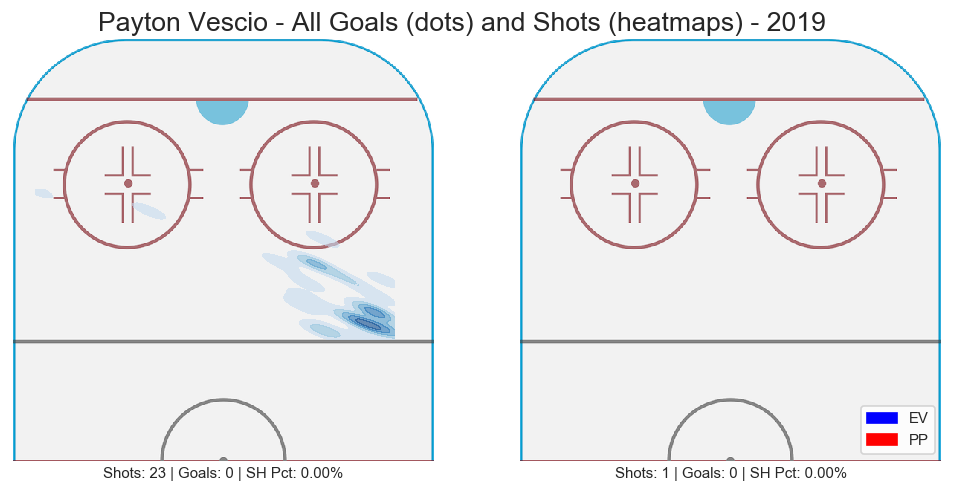 Payton Vescio - All Goals (dots) and Shots (heatmaps) - 2019
EV
PP
Shots: 23 | Goals: 0 | SH Pct: 0.00%
Shots: 1 | Goals: 0 | SH Pct: 0.00%